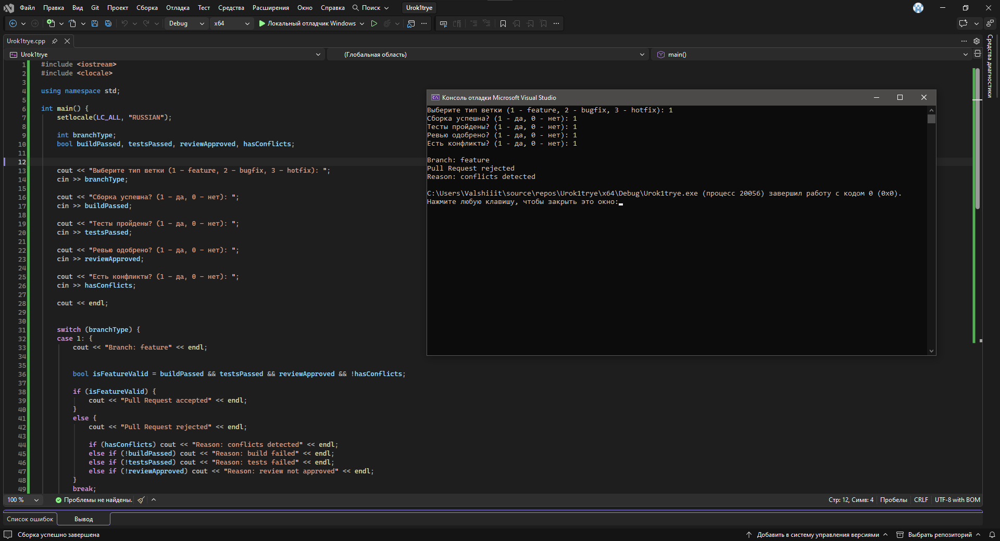 Файл Правка Вид Git Проект Сборка Отладка Тест Средства Расширения Окно Справка Поиск Urok1trye
Debug x64 Локальный отладчик Windows
Urok1trye.cpp
Urok1trye (Глобальная область) main()
Средства диагностики
1 #include <iostream>
2 #include <clocale>
3
4 using namespace std;
5
6 int main() {
7 setlocale(LC_ALL, "RUSSIAN");
8
9 int branchType;
10 bool buildPassed, testsPassed, reviewApproved, hasConflicts;
11
12
13 cout << "Выберите тип ветки (1 - feature, 2 - bugfix, 3 - hotfix): ";
14 cin >> branchType;
15
16 cout << "Сборка успешна? (1 - да, 0 - нет): ";
17 cin >> buildPassed;
18
19 cout << "Тесты пройдены? (1 - да, 0 - нет): ";
20 cin >> testsPassed;
21
22 cout << "Ревью одобрено? (1 - да, 0 - нет): ";
23 cin >> reviewApproved;
24
25 cout << "Есть конфликты? (1 - да, 0 - нет): ";
26 cin >> hasConflicts;
27
28 cout << endl;
29
30
31 switch (branchType) {
32 case 1: {
33 cout << "Branch: feature" << endl;
34
35
36 bool isFeatureValid = buildPassed && testsPassed && reviewApproved && !hasConflicts;
37
38 if (isFeatureValid) {
39 cout << "Pull Request accepted" << endl;
40 }
41 else {
42 cout << "Pull Request rejected" << endl;
43
44 if (hasConflicts) cout << "Reason: conflicts detected" << endl;
45 else if (!buildPassed) cout << "Reason: build failed" << endl;
46 else if (!testsPassed) cout << "Reason: tests failed" << endl;
47 else if (!reviewApproved) cout << "Reason: review not approved" << endl;
48 }
49 break;
Консоль отладки Microsoft Visual Studio
Выберите тип ветки (1 - feature, 2 - bugfix, 3 - hotfix): 1
Сборка успешна? (1 - да, 0 - нет): 1
Тесты пройдены? (1 - да, 0 - нет): 1
Ревью одобрено? (1 - да, 0 - нет): 1
Есть конфликты? (1 - да, 0 - нет): 1
Branch: feature
Pull Request rejected
Reason: conflicts detected
C:\Users\Valshiiit\source\repos\Urok1trye\x64\Debug\Urok1trye.exe (процесс 20056) завершил работу с кодом 0 (0x0).
Нажмите любую клавишу, чтобы закрыть это окно:
100 % Проблемы не найдены. Стр: 12, Симв: 4 Пробелы CRLF UTF-8 with BOM
Список ошибок Вывод
Сборка успешно завершена Добавить в систему управления версиями Выбрать репозиторий